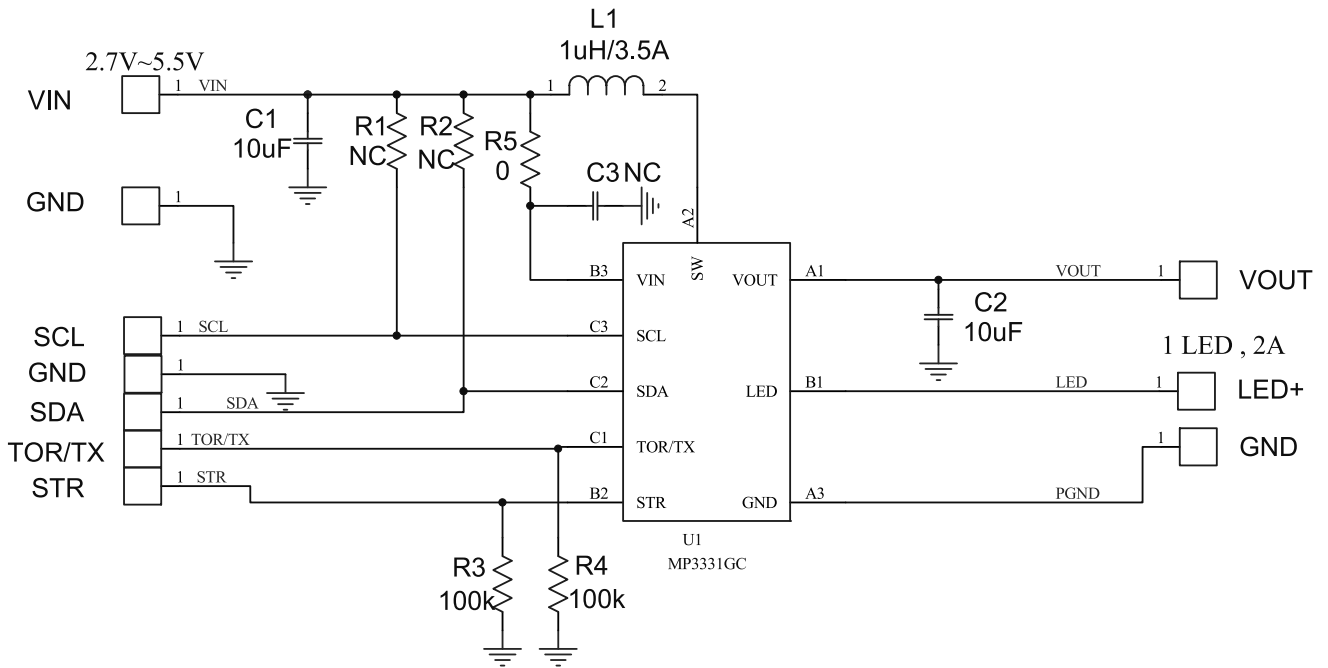 L1
1uH/3.5A
2.7V~5.5V
VIN
1 VIN
1
2
C1
10uF
R1
NC
R2
NC
R5
0
C3 NC
GND
1
A2
SW
B3
VIN
VOUT
A1
VOUT
1
VOUT
C2
10uF
SCL
1 SCL
C3
SCL
1 LED , 2A
GND
1
C2
SDA
LED
B1
LED
1
LED+
SDA
1
SDA
TOR/TX
1 TOR/TX
C1
TOR/TX
1
GND
STR
1 STR
B2
STR
GND
A3
PGND
U1
MP3331GC
R3
100k
R4
100k